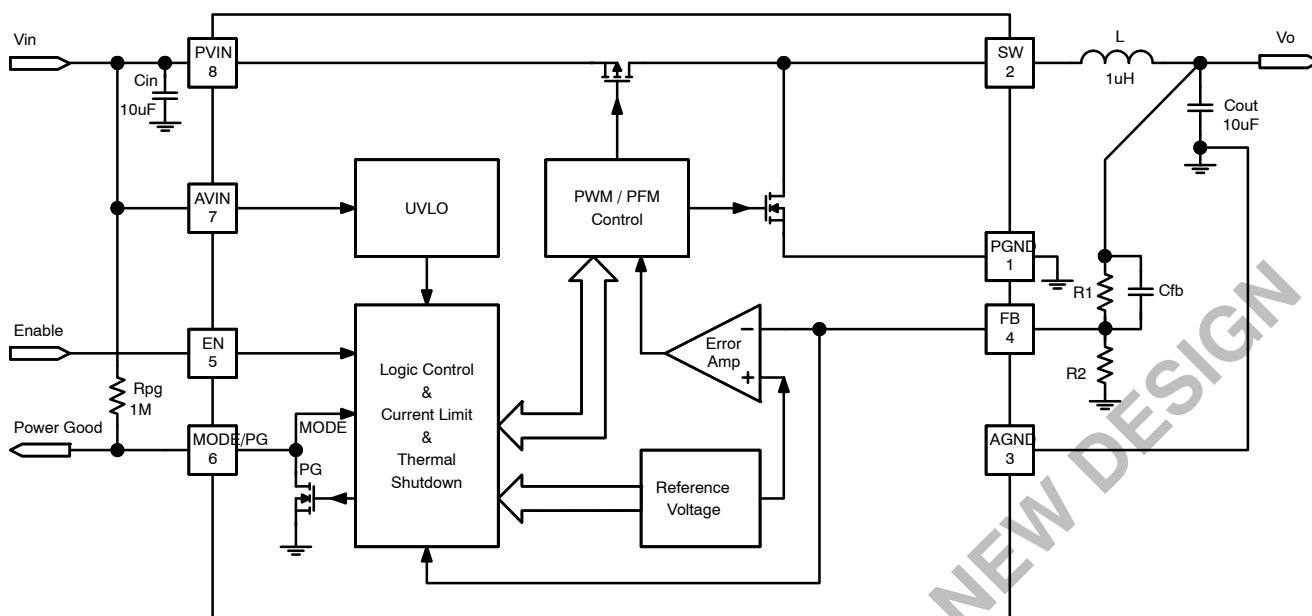 Vin
PVIN
8
Cin
10uF
SW
2
L
1uH
Vo
Cout
10uF
AVIN
7
UVLO
PWM / PFM
Control
PGND
1
R1
Cfb
FB
4
R2
Enable
EN
5
Rpg
1M
Logic Control
&
Current Limit
&
Thermal
Shutdown
Error
Amp
−
+
Power Good
MODE/PG
6
MODE
PG
Reference
Voltage
AGND
3
NEW DESIGN